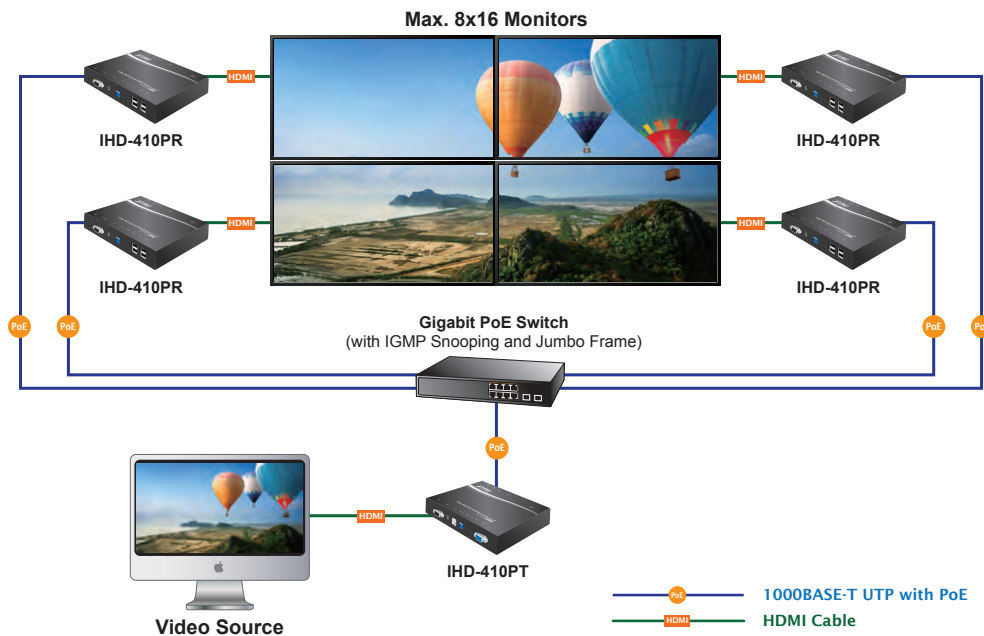 Max. 8x16 Monitors
HDMI
HDMI
IHD-410PR
IHD-410PR
HDMI
HDMI
IHD-410PR
IHD-410PR
PoE
PoE
PoE
PoE
Gigabit PoE Switch
(with IGMP Snooping and Jumbo Frame)
PoE
HDMI
IHD-410PT
Video Source
PoE 1000BASE-T UTP with PoE
HDMI HDMI Cable